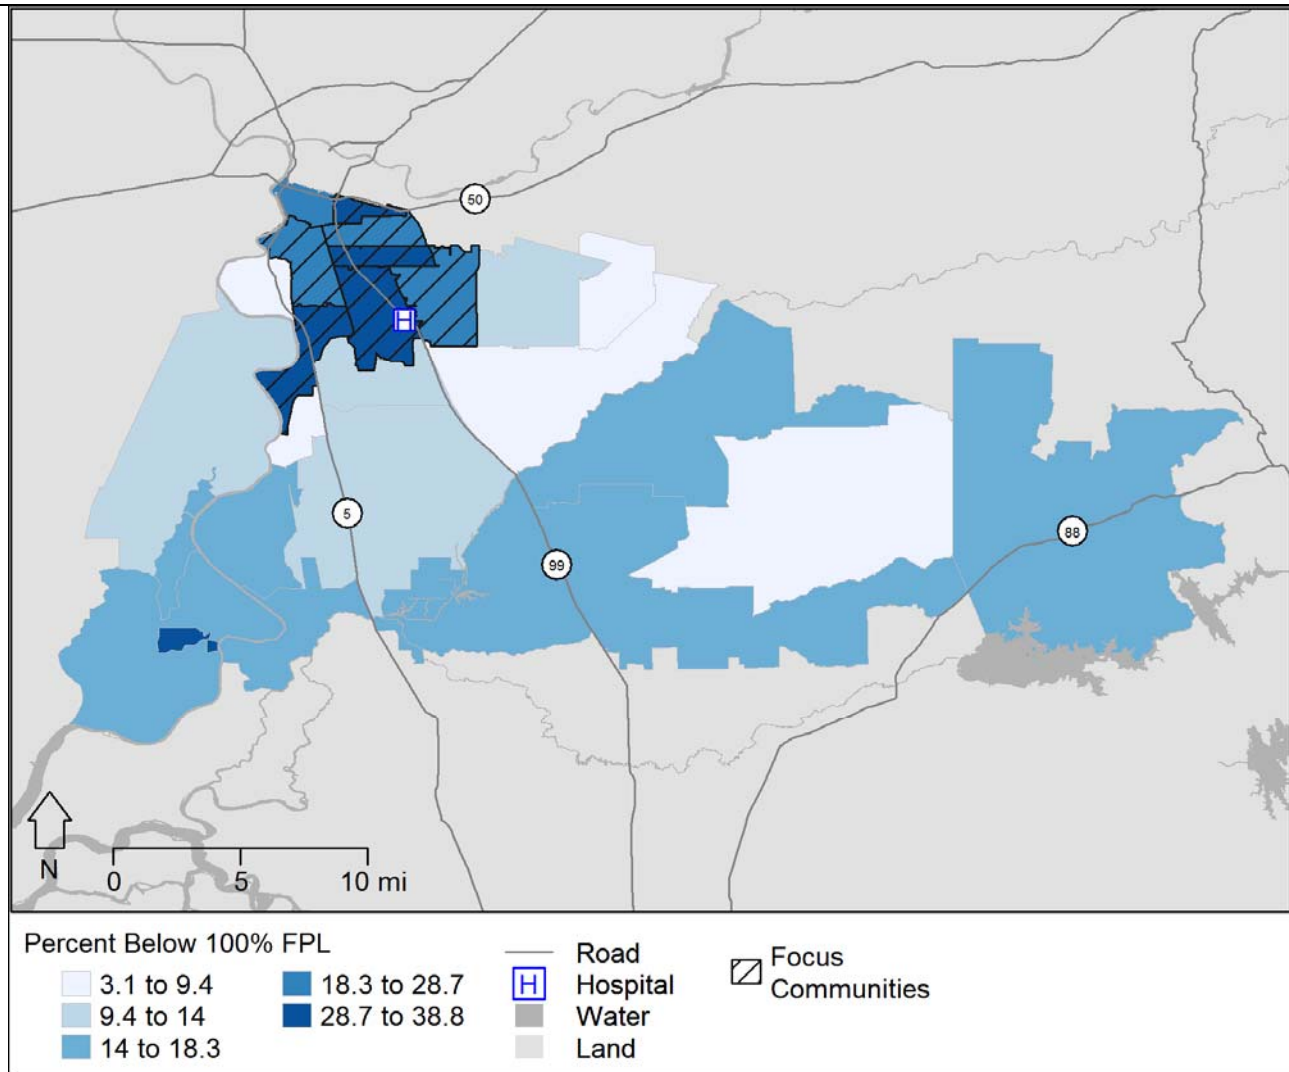 50
H
5
88
99
N
0 5 10 mi
Percent Below 100% FPL
3.1 to 9.4
9.4 to 14
14 to 18.3
18.3 to 28.7
28.7 to 38.8
Road
H Hospital
Water
Land
Focus
Communities